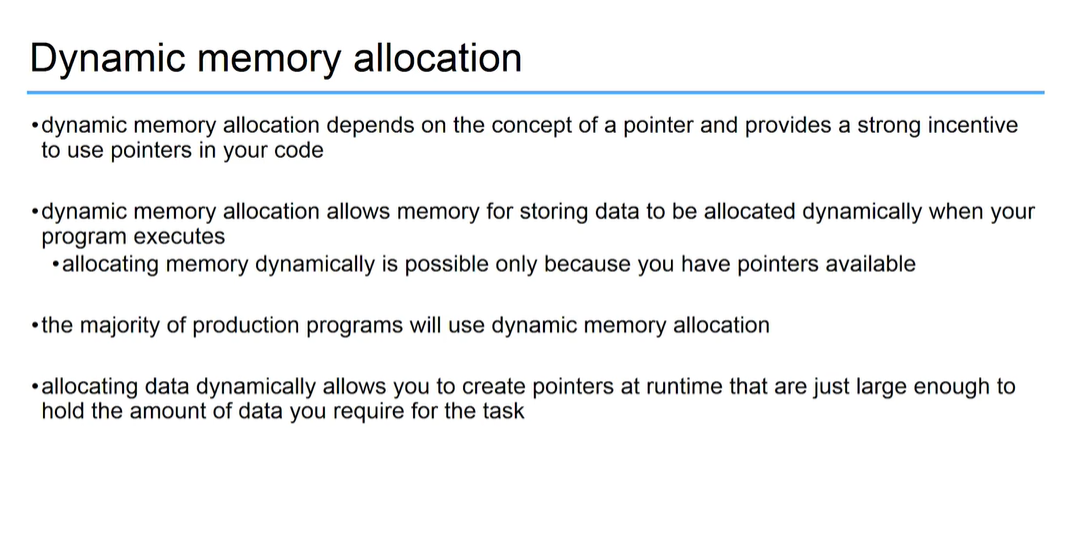 Dynamic memory allocation
•dynamic memory allocation depends on the concept of a pointer and provides a strong incentive
to use pointers in your code
•dynamic memory allocation allows memory for storing data to be allocated dynamically when your
program executes
•allocating memory dynamically is possible only because you have pointers available
•the majority of production programs will use dynamic memory allocation
•allocating data dynamically allows you to create pointers at runtime that are just large enough to
hold the amount of data you require for the task